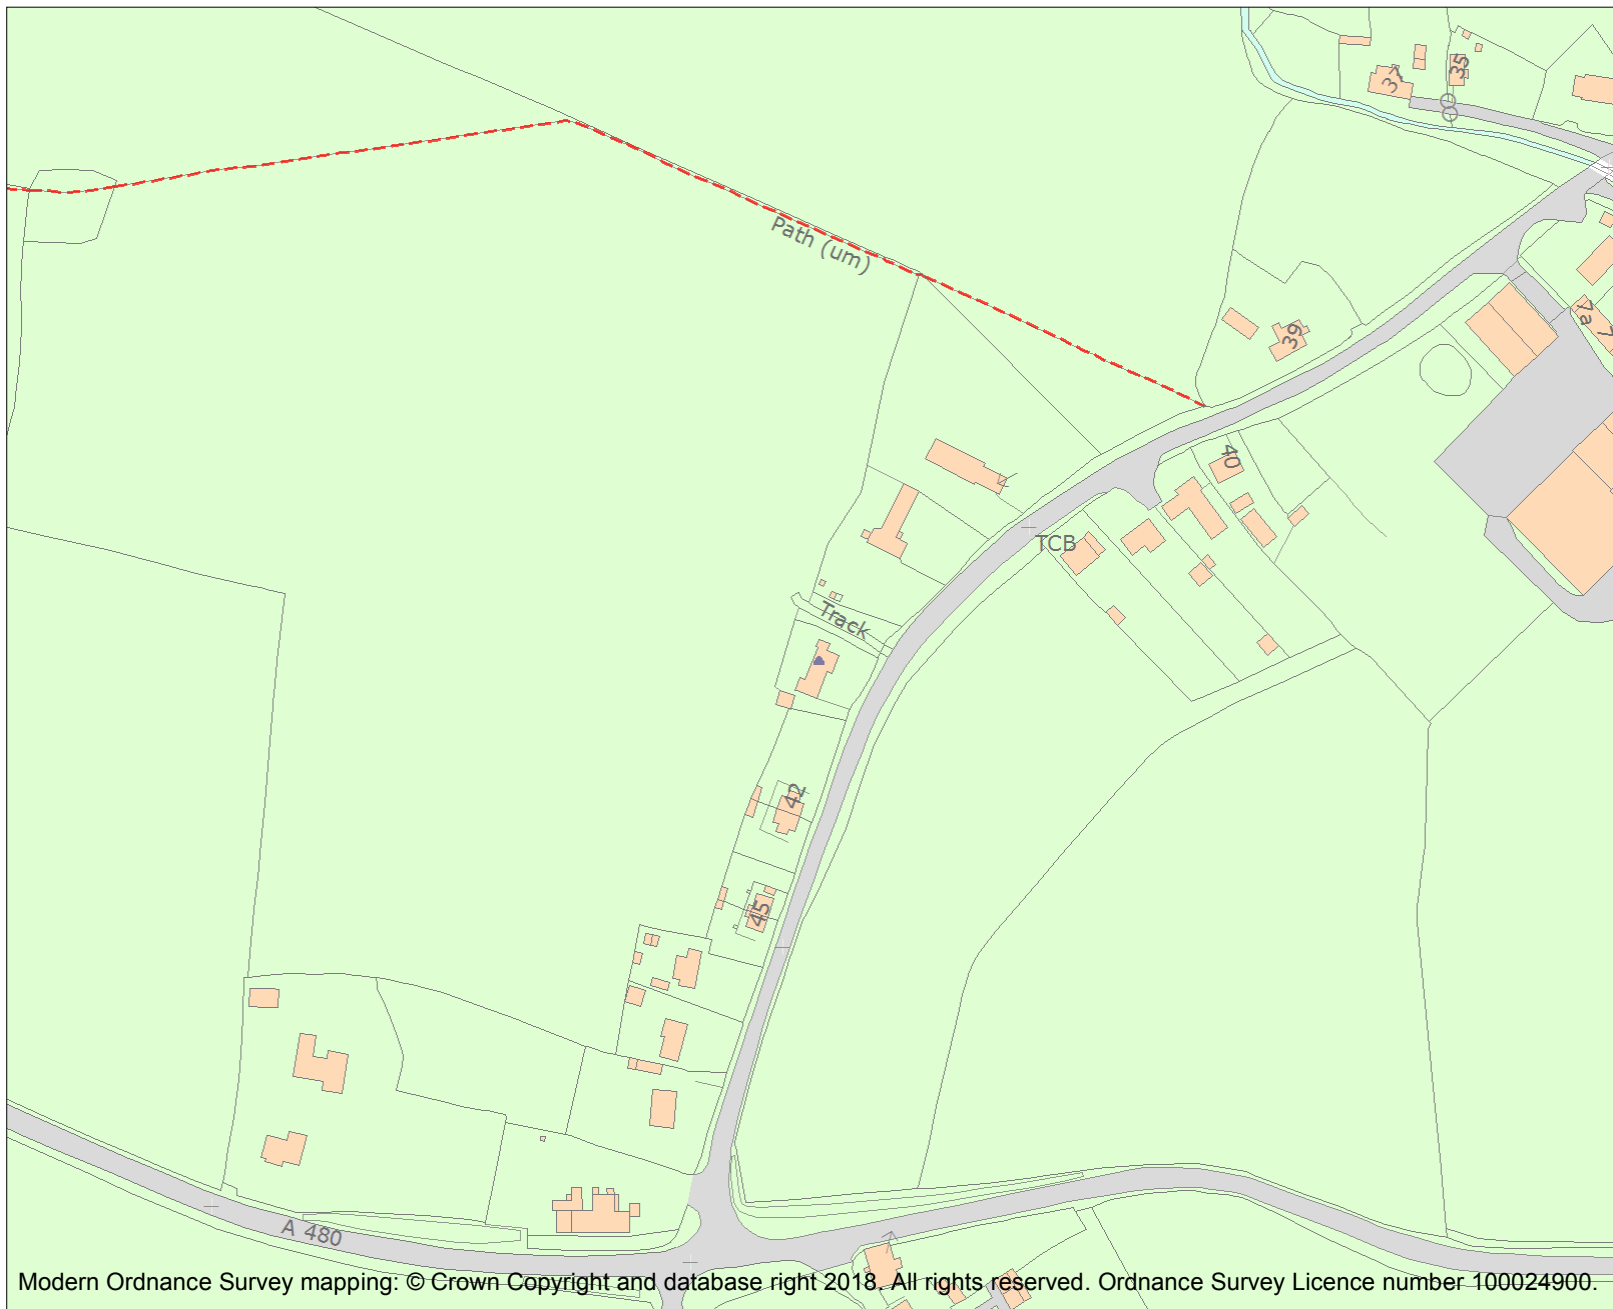 35
37
Path (um)
7a
7
39
40
TCB
Track
42
45
A 480
Modern Ordnance Survey mapping: © Crown Copyright and database right 2018. All rights reserved. Ordnance Survey Licence number 100024900.